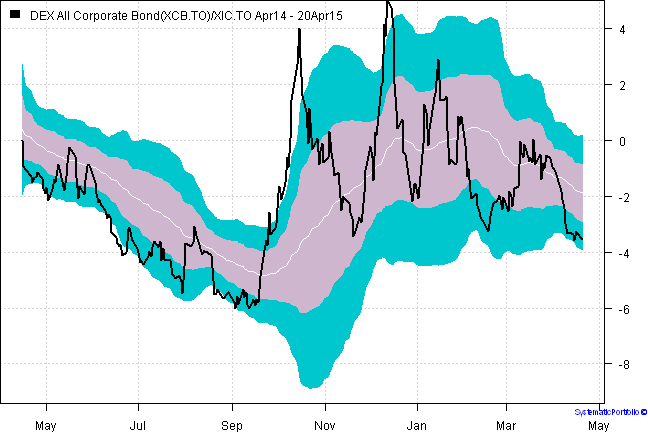 DEX All Corporate Bond(XCB.TO)/XIC.TO Apr14 - 20Apr15
4
2
0
-2
-4
-6
-8
SystematicPortfolio ©
May Jul Sep Nov Jan Mar May